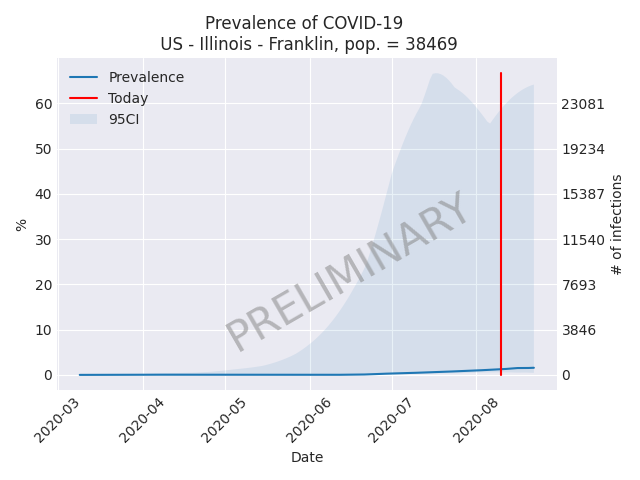 Prevalence of COVID-19
US - Illinois - Franklin, pop. = 38469
Prevalence
Today
95CI
60
50
40
30
20
10
0
%
23081
19234
15387
11540
7693
3846
0
# of infections
PRELIMINARY
2020-03
2020-04
2020-05
2020-06
2020-07
2020-08
Date